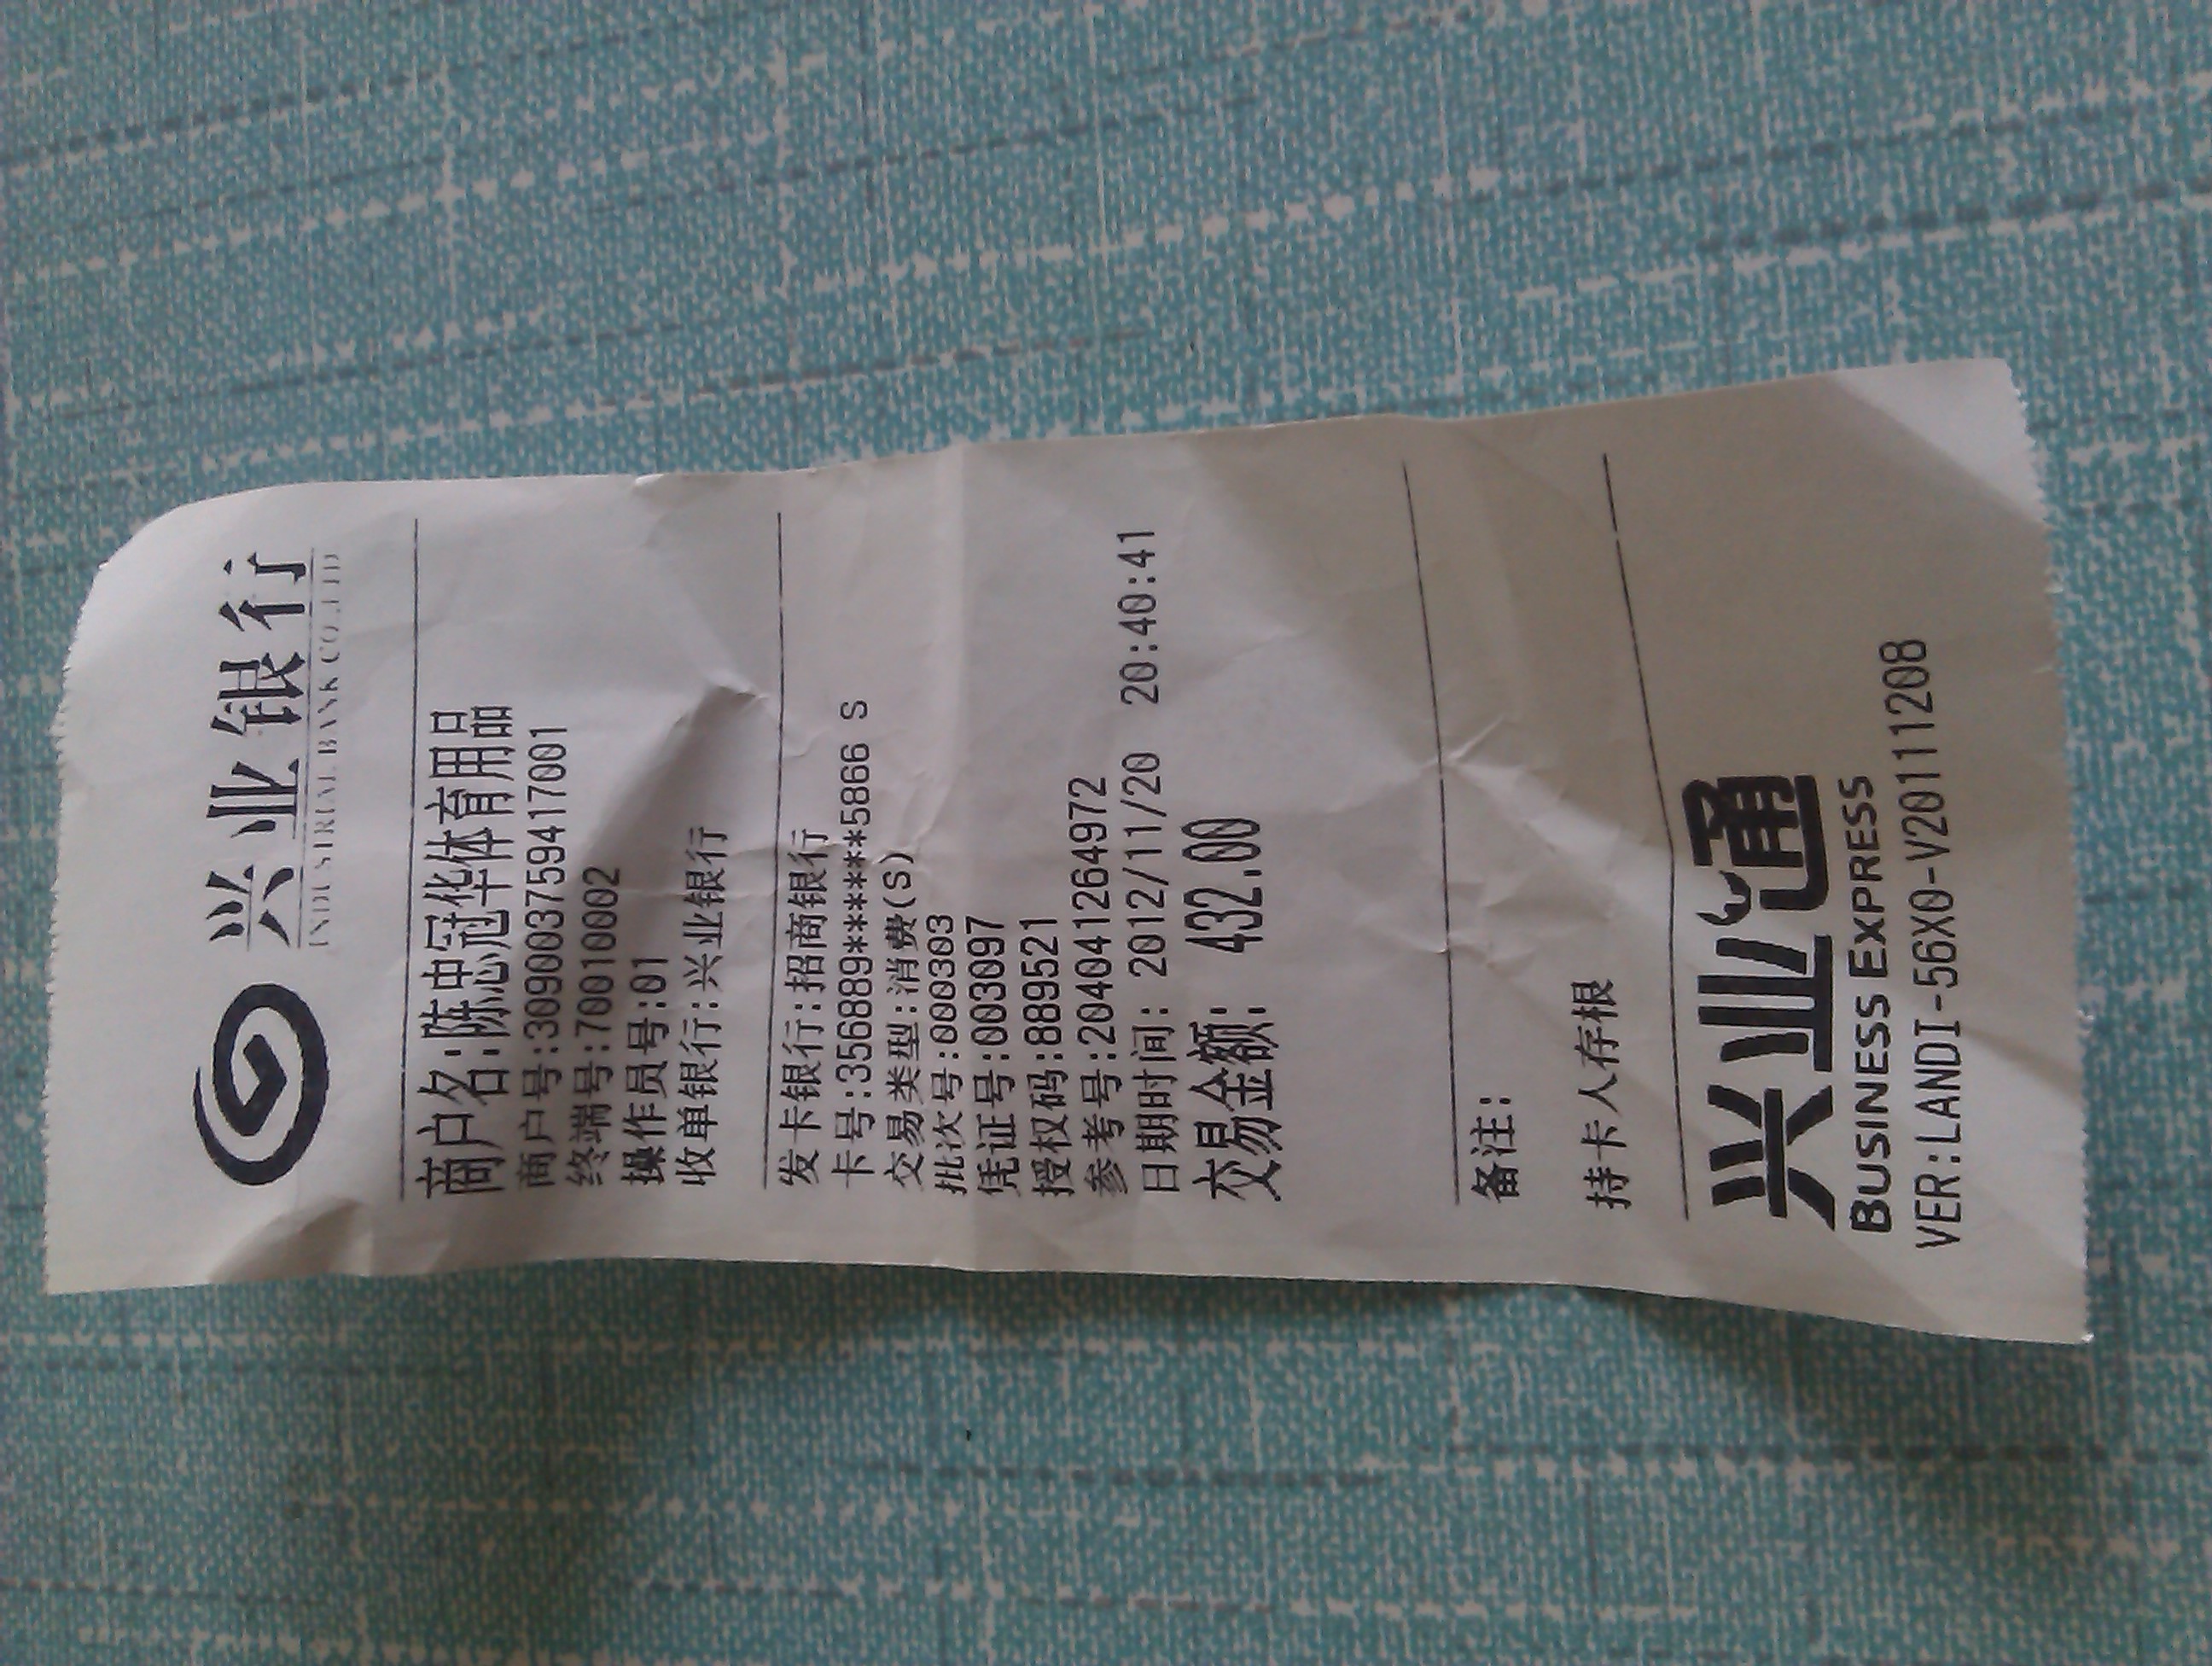 兴业银行
INDUSTRIAL BANK CO.,LTD
商户名:陈忠冠华体育用品
商户号:309003759417001
终端号:70010002
操作员号:01
收单银行:兴业银行
发卡银行:招商银行
卡号:356889******5866 S
交易类型:消费(S)
批次号:000303
凭证号:003097
授权码:889521
参考号:204041264972
日期时间: 2012/11/20 20:40:41
交易金额: 432.00
备注:
持卡人存根
兴业通
BUSINESS EXPRESS
VER:LANDI-56X0-V20111208